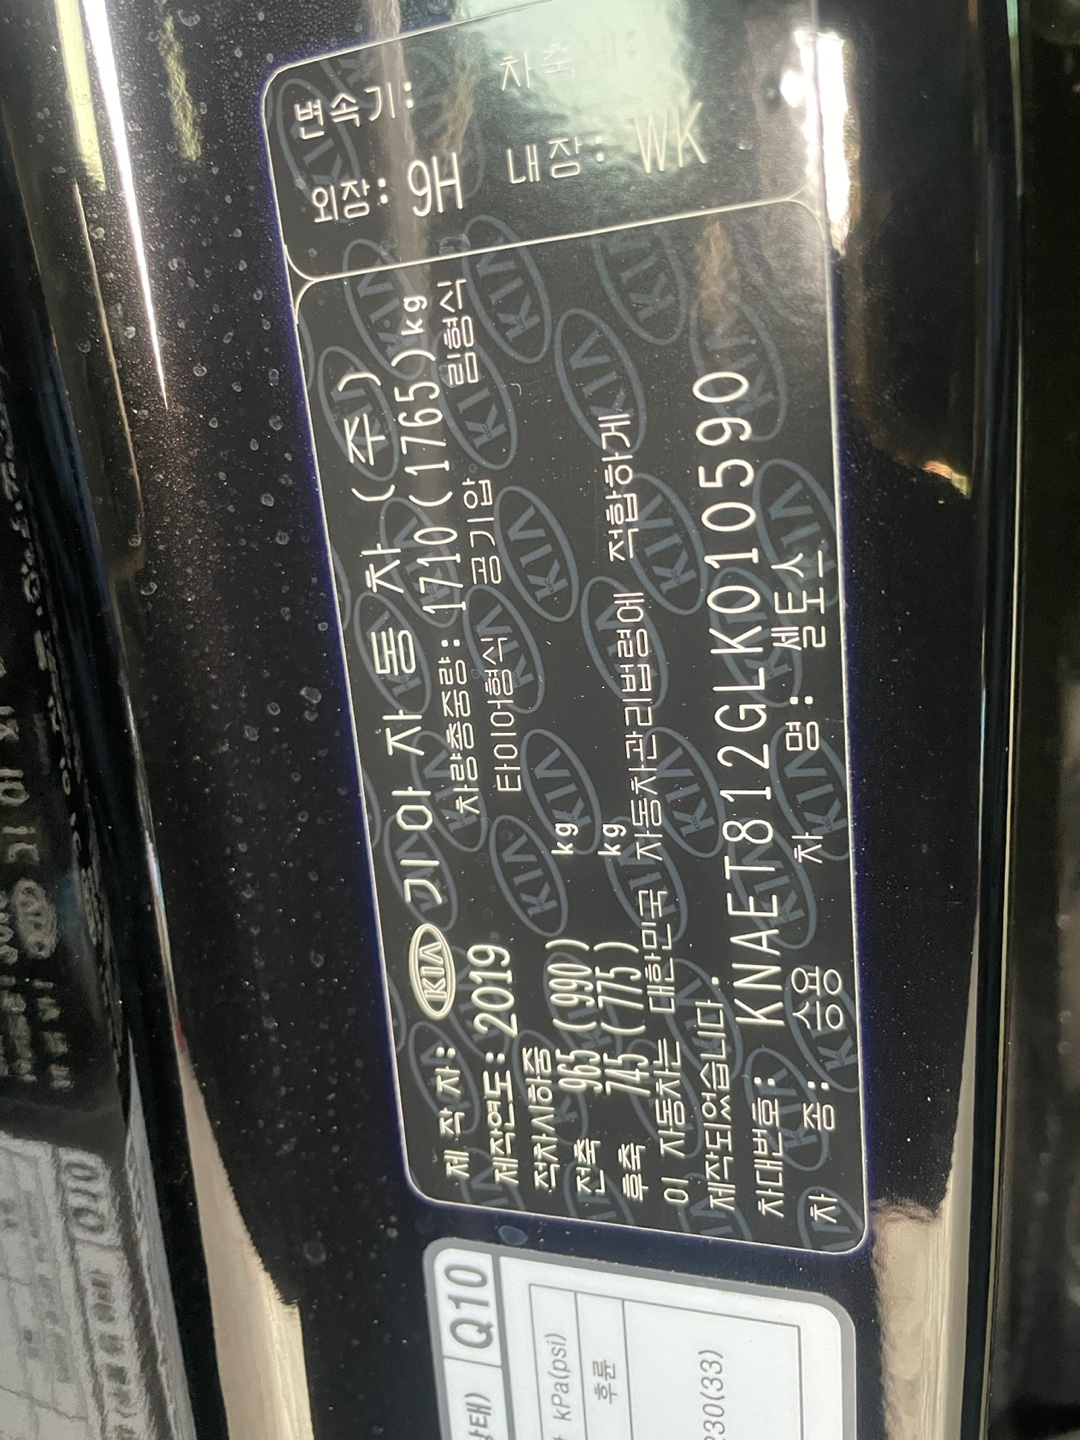 제 작 자: KIA 기 아 자 동 차 (주)
제작연도: 2019 차량총중량: 1710(1765)kg
적차시하중 타이어형식 공기압 림형식
전축 965 ( 990) kg
후축 745 ( 775) kg
이 자동차는 대한민국 자동차관리법령에 적합하게
제작되었습니다.
차대번호: KNAET812GLK010590
차 종: 승용 차 명: 셀토스
외장: 9H 내장: WK
변속기: 차축
Q10
kPa(psi)
후륜
230(33)